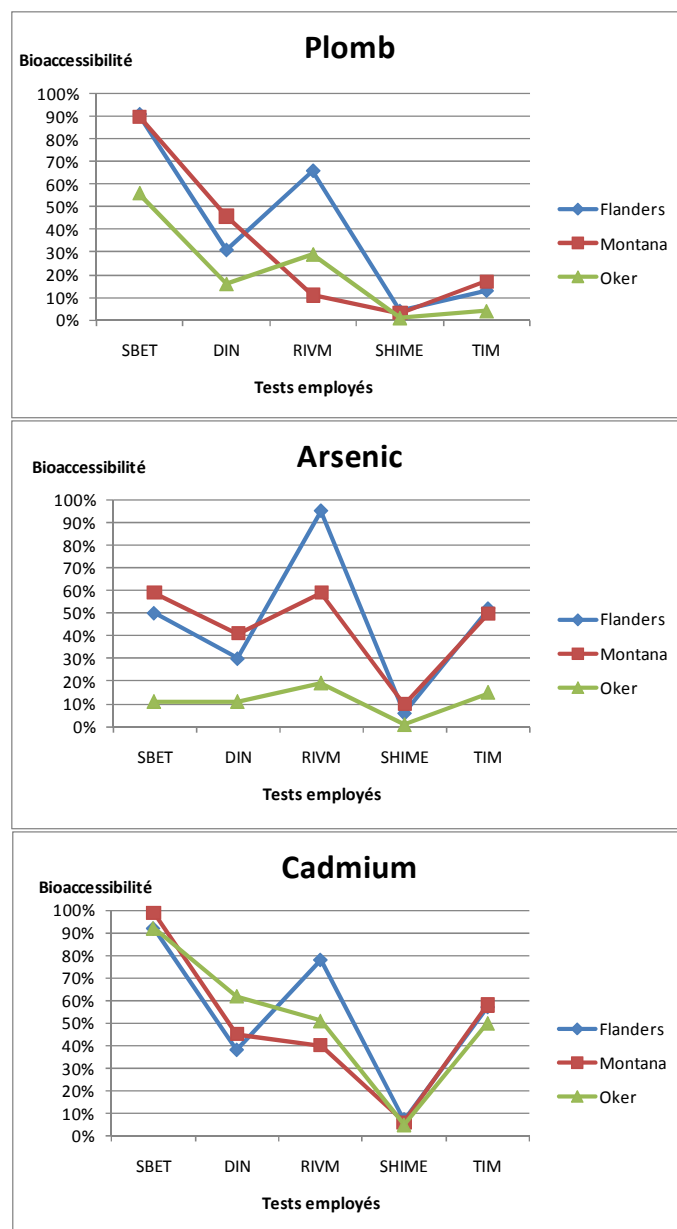 Plomb
Bioaccessibilité
100%
90%
80%
70%
60%
50%
40%
30%
20%
10%
0%
SBET DIN RIVM SHIME TIM
Tests employés
Flanders
Montana
Oker
Arsenic
Bioaccessibilité
100%
90%
80%
70%
60%
50%
40%
30%
20%
10%
0%
SBET DIN RIVM SHIME TIM
Tests employés
Flanders
Montana
Oker
Cadmium
Bioaccessibilité
100%
90%
80%
70%
60%
50%
40%
30%
20%
10%
0%
SBET DIN RIVM SHIME TIM
Tests employés
Flanders
Montana
Oker